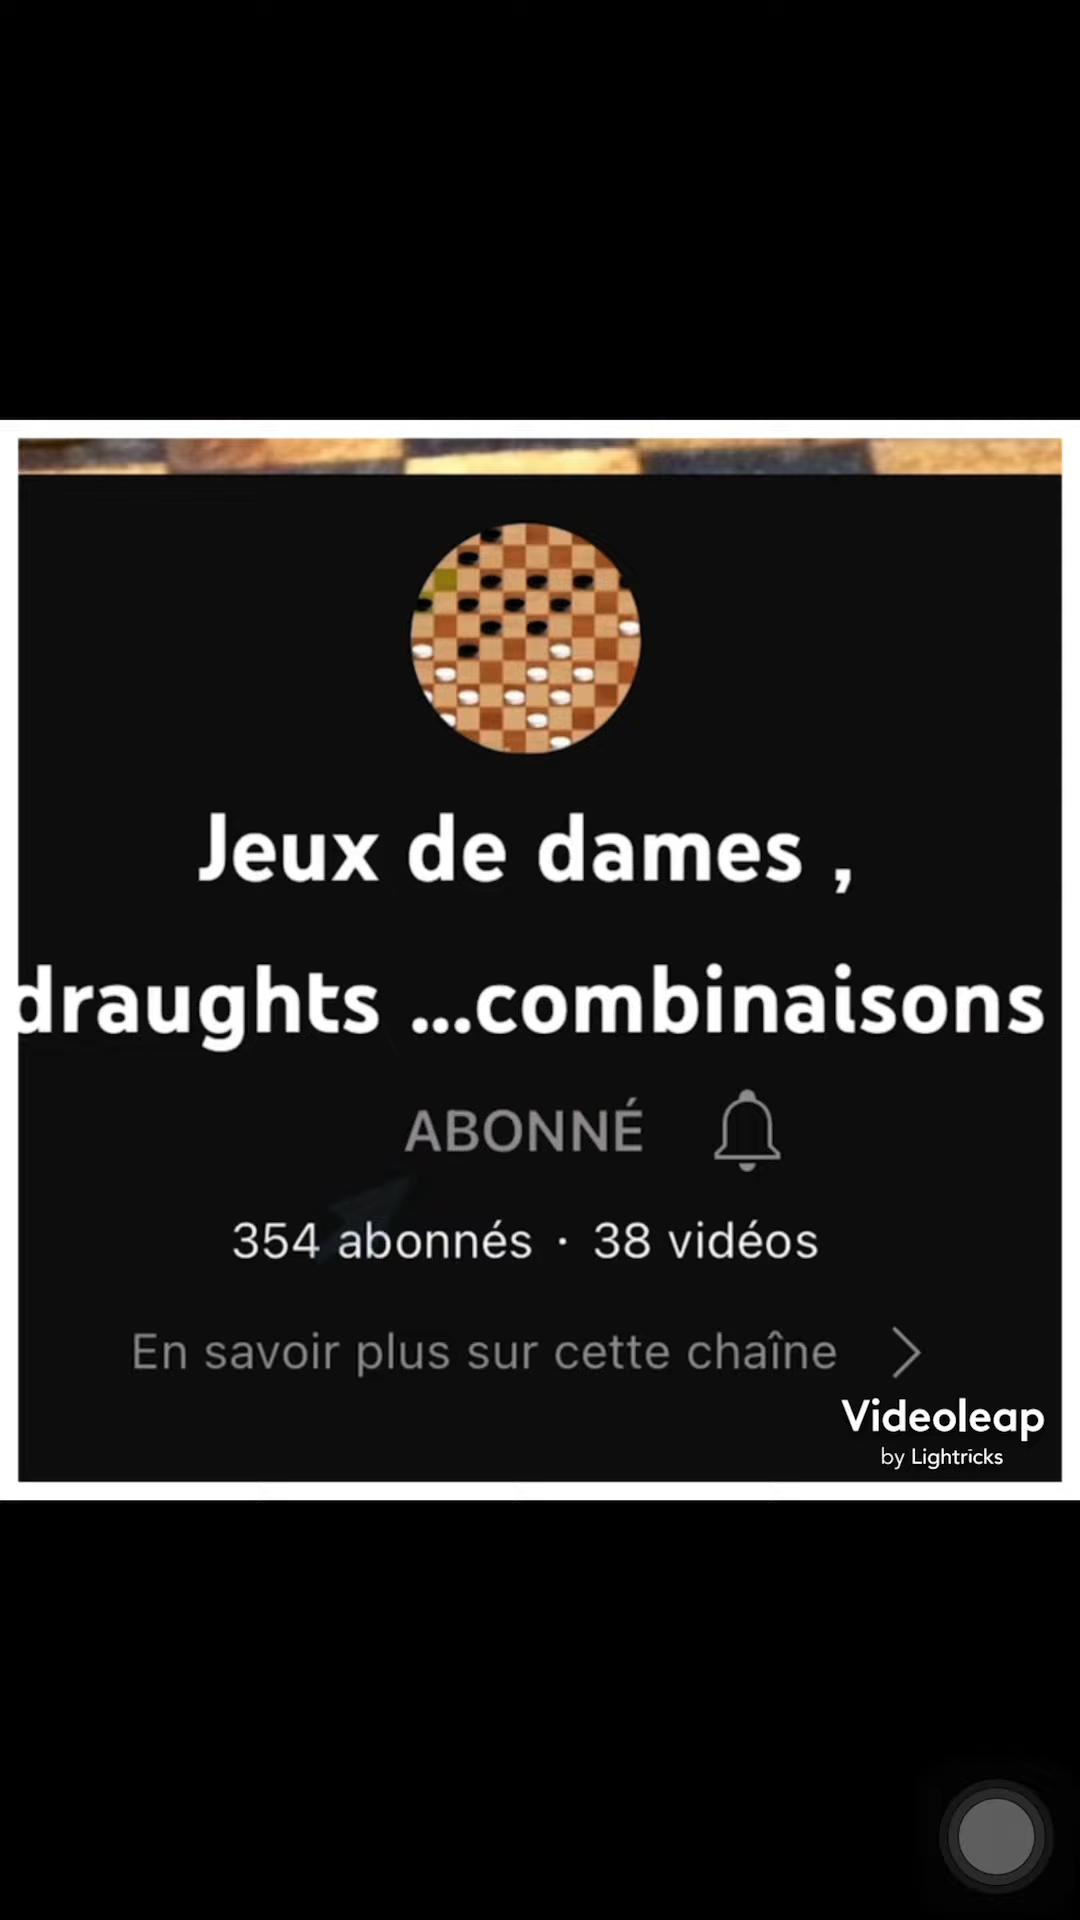 Jeux de dames ,
draughts ...combinaisons
ABONNÉ
354 abonnés · 38 vidéos
En savoir plus sur cette chaîne
Videoleap
by Lightricks